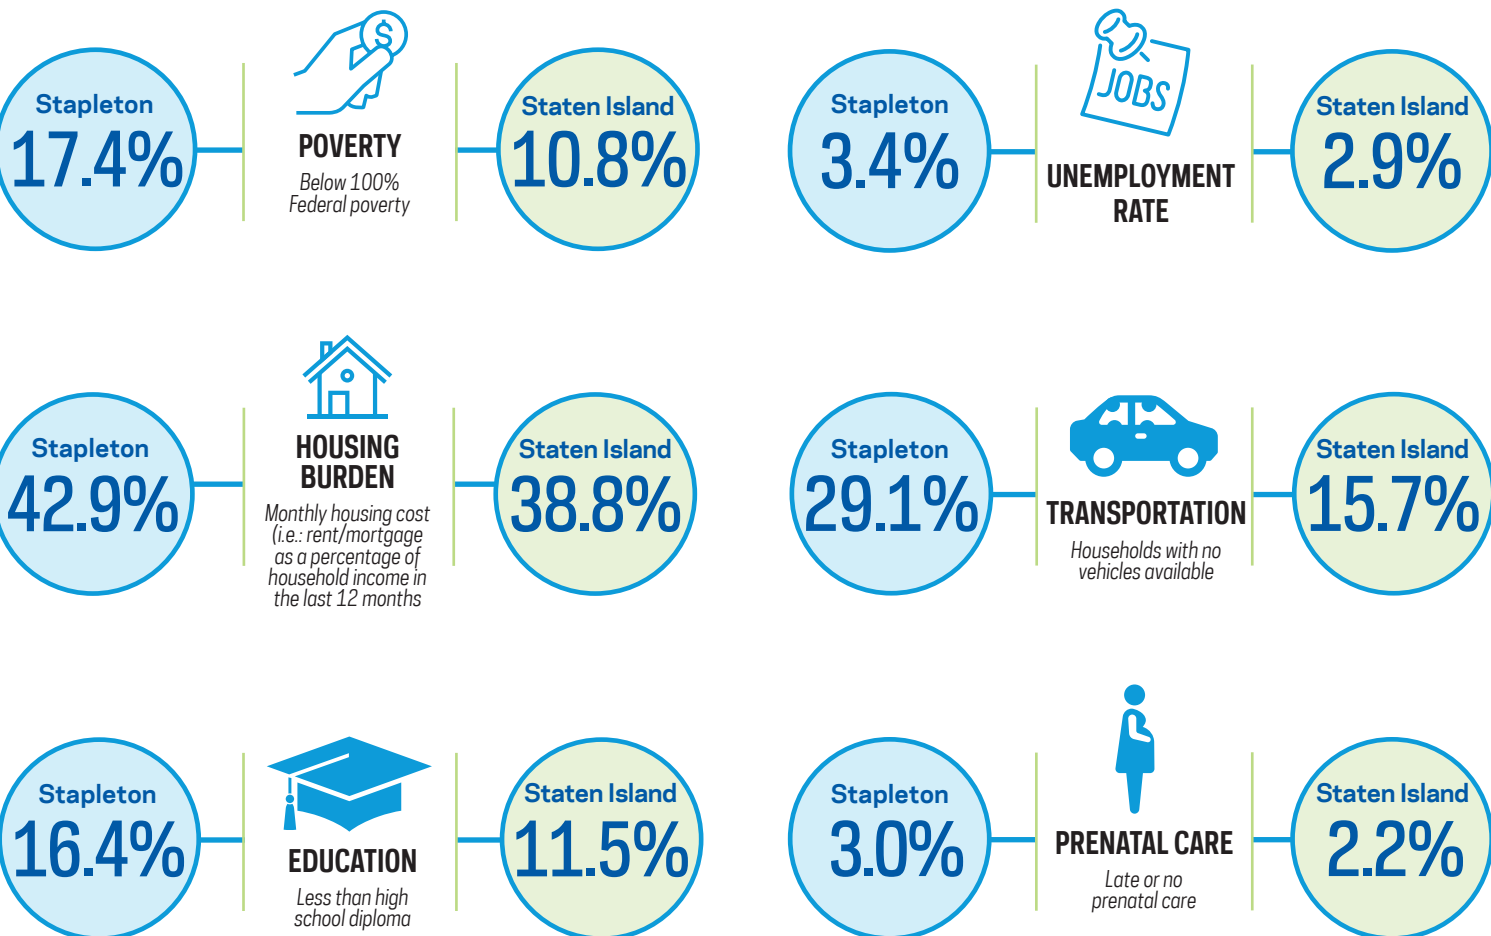 Stapleton
17.4%
$
POVERTY
Below 100%
Federal poverty
Staten Island
10.8%
Stapleton
3.4%
JOBS
UNEMPLOYMENT
RATE
Staten Island
2.9%
Stapleton
42.9%
HOUSING
BURDEN
Monthly housing cost
(i.e.: rent/mortgage
as a percentage of
household income in
the last 12 months
Staten Island
38.8%
Stapleton
29.1%
TRANSPORTATION
Households with no
vehicles available
Staten Island
15.7%
Stapleton
16.4%
EDUCATION
Less than high
school diploma
Staten Island
11.5%
Stapleton
3.0%
PRENATAL CARE
Late or no
prenatal care
Staten Island
2.2%